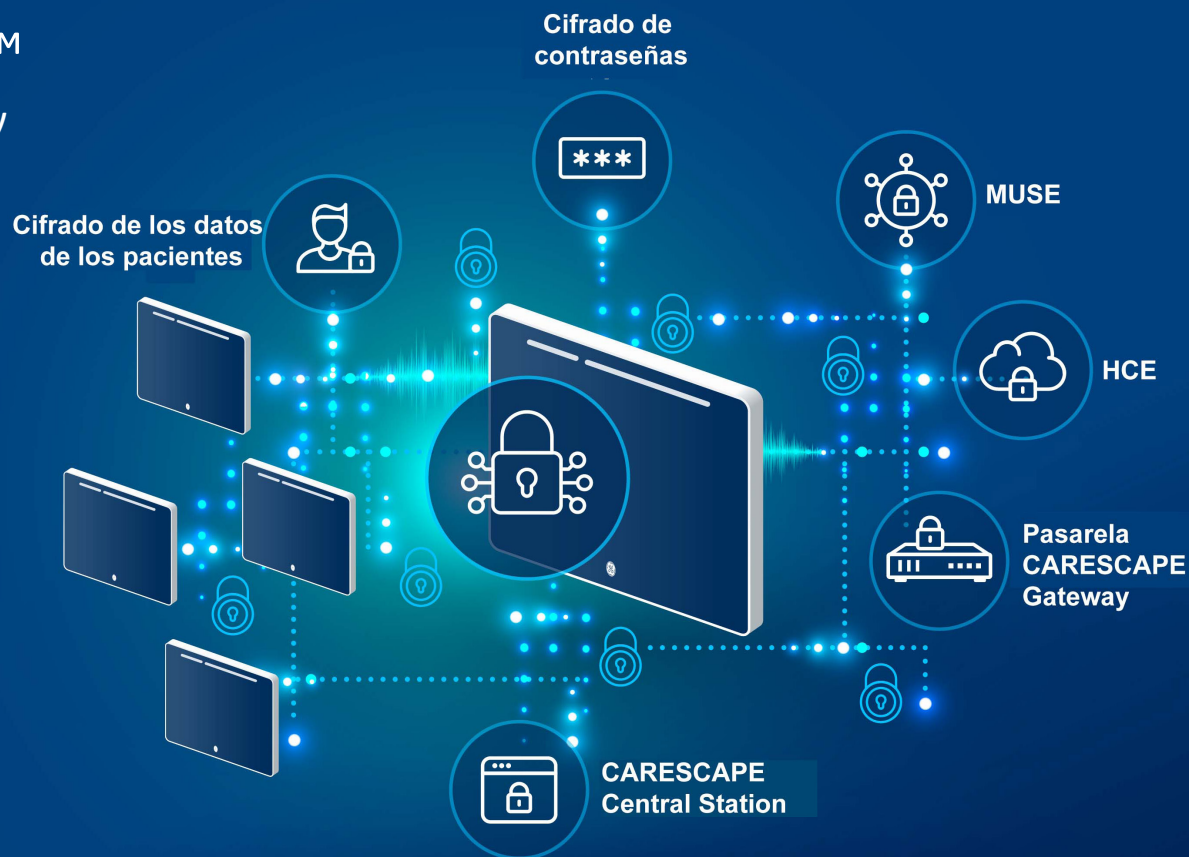 Cifrado de
contraseñas
M
Cifrado de los datos
de los pacientes
***
MUSE
HCE
Pasarela
CARESCAPE
Gateway
CARESCAPE
Central Station